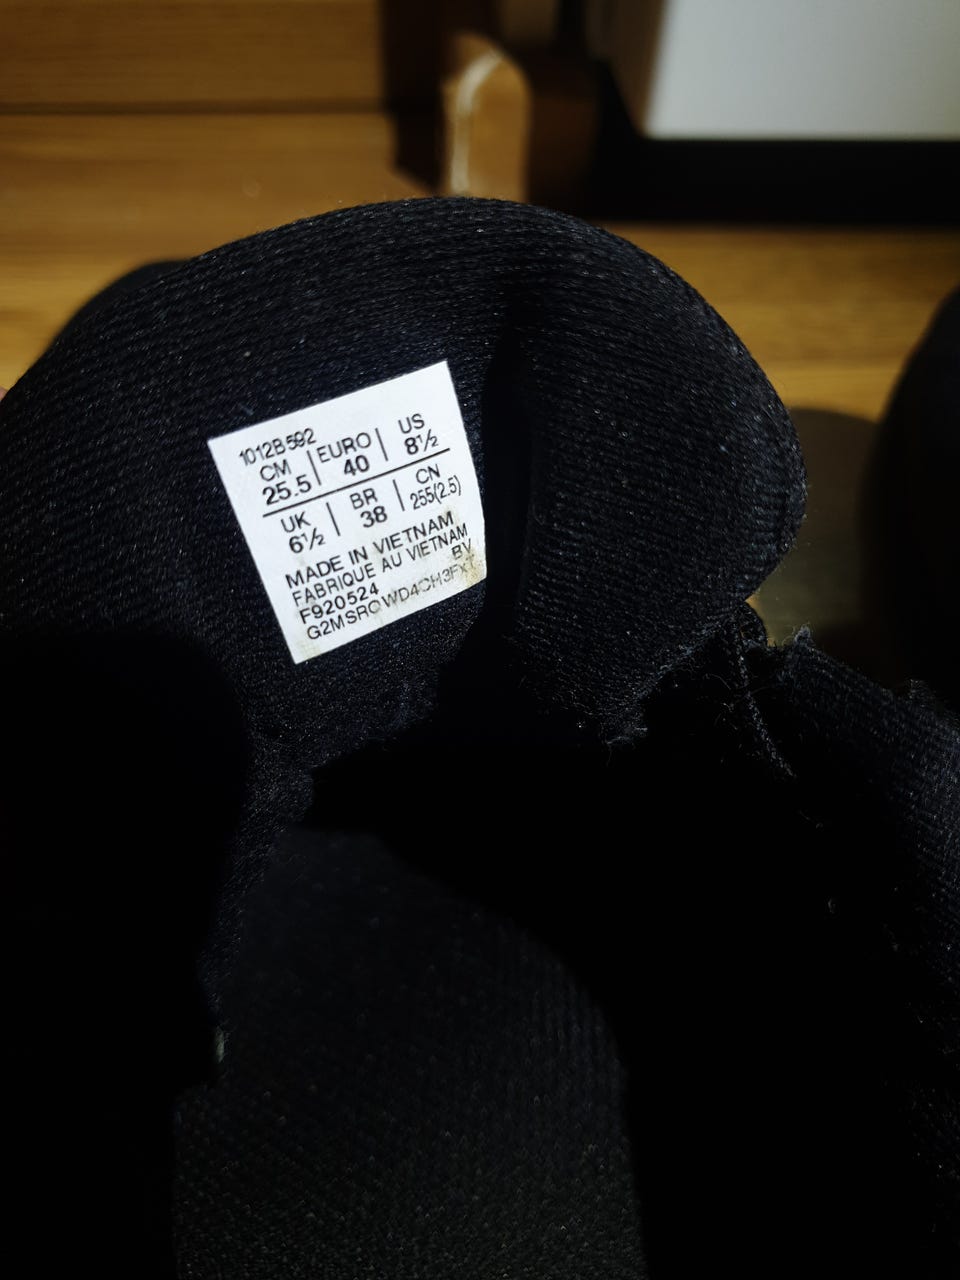 1012B592
CM | EURO | US
25.5 | 40 | 8½
UK | BR | CN
6½ | 38 | 255(2.5)
MADE IN VIETNAM
FABRIQUE AU VIETNAM
F920524 BV